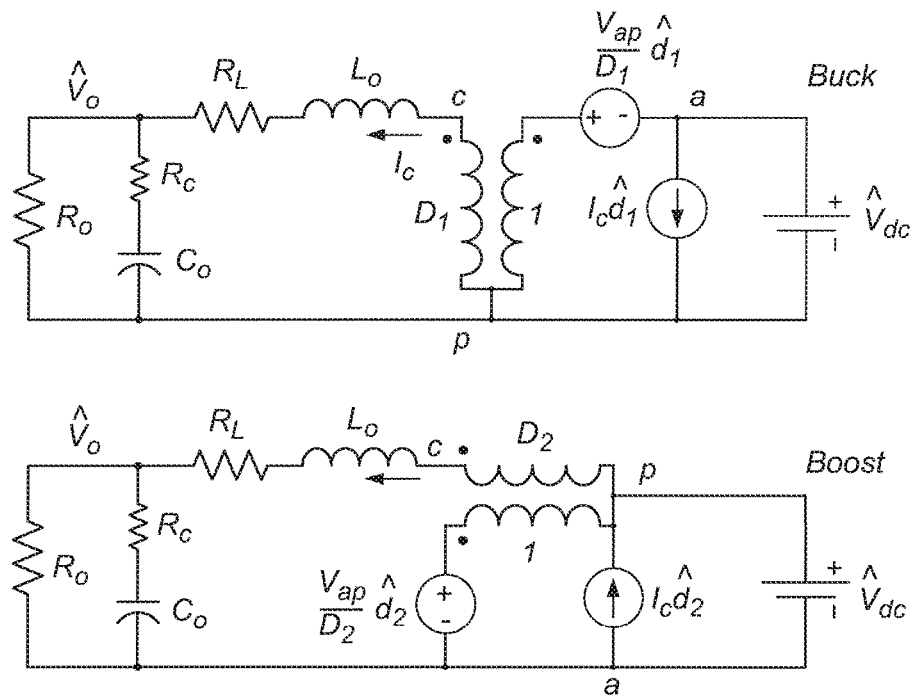 V̂o
RL
Lo
c
Vap/D1 d̂1
a
Buck
Ic
Rc
Ro
Co
D1
1
Ic d̂1
+
-
V̂dc
+
-
p
V̂o
RL
Lo
c
D2
p
Boost
Rc
Ro
Co
1
Vap/D2 d̂2
+
-
Ic d̂2
+
-
V̂dc
a